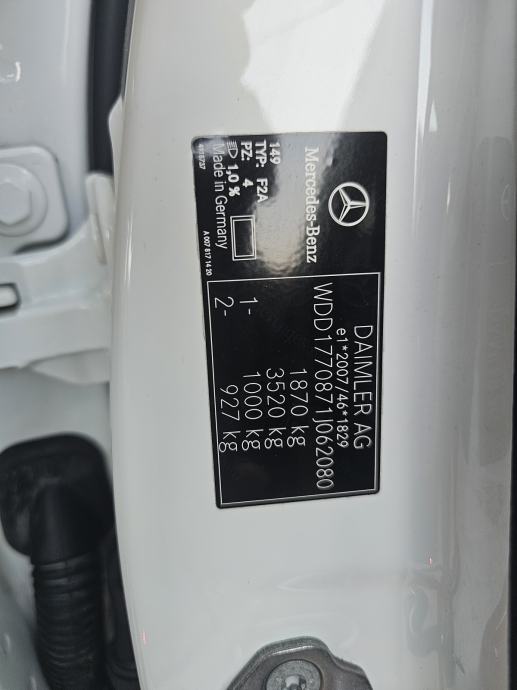 Mercedes-Benz
149
TYP: F2A
PZ: 4
1,0 %
Made in Germany
A 007 817 14 20
DAIMLER AG
e1*2007/46*1829
WDD1770871J062080
1870 kg
3520 kg
1- 1000 kg
2- 927 kg